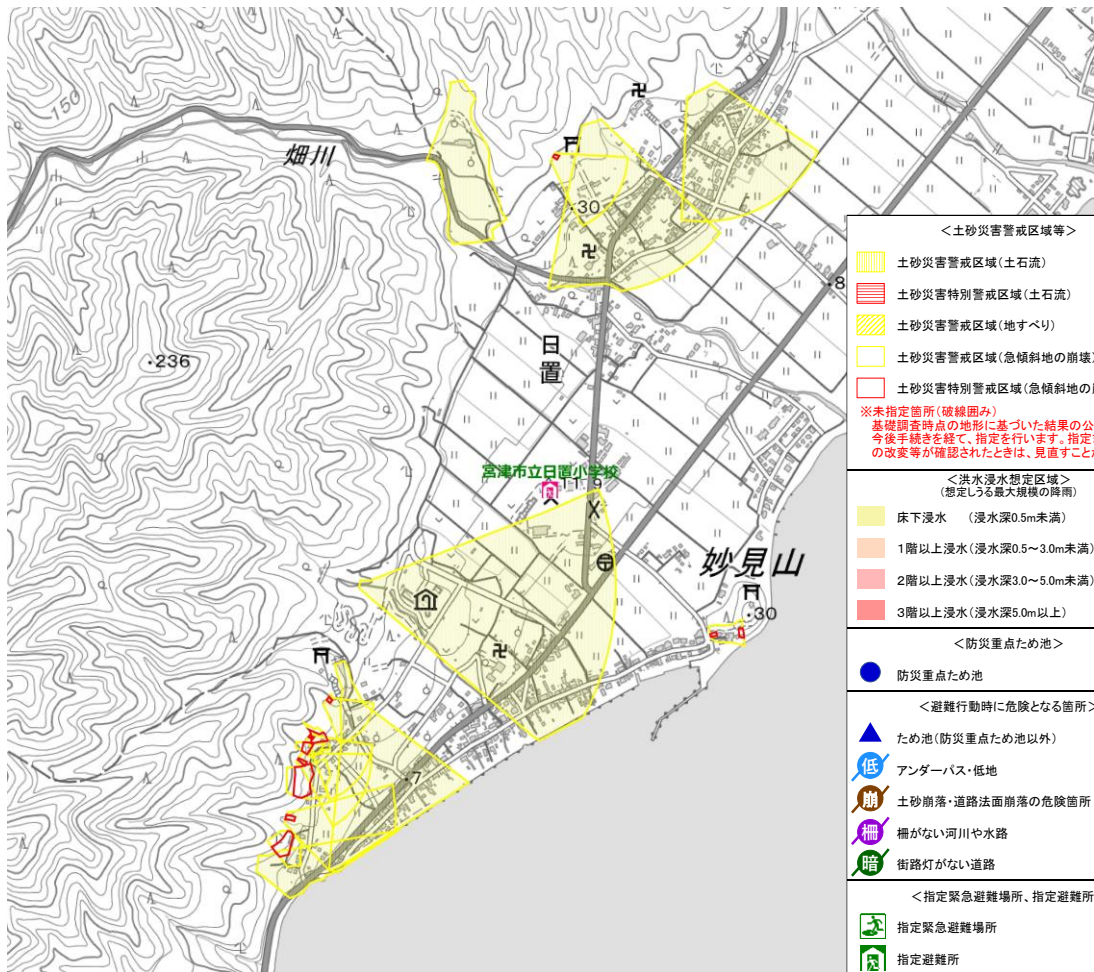 150
畑川
30
8
236
日置
宮津市立日置小学校
11.9
妙見山
30
7
＜土砂災害警戒区域等＞
土砂災害警戒区域（土石流）
土砂災害特別警戒区域（土石流）
土砂災害警戒区域（地すべり）
土砂災害警戒区域（急傾斜地の崩壊）
土砂災害特別警戒区域（急傾斜地の
※未指定箇所（破線囲み）
基礎調査時点の地形に基づいた結果の公
今後手続きを経て、指定を行います。指定
の改変等が確認されたときは、見直すことが
＜洪水浸水想定区域＞
（想定しうる最大規模の降雨）
床下浸水　（浸水深0.5m未満）
1階以上浸水（浸水深0.5～3.0m未満）
2階以上浸水（浸水深3.0～5.0m未満）
3階以上浸水（浸水深5.0m以上）
＜防災重点ため池＞
防災重点ため池
＜避難行動時に危険となる箇所＞
ため池（防災重点ため池以外）
低 アンダーパス・低地
崩 土砂崩落・道路法面崩落の危険箇所
柵 柵がない河川や水路
暗 街路灯がない道路
＜指定緊急避難場所、指定避難所
指定緊急避難場所
指定避難所